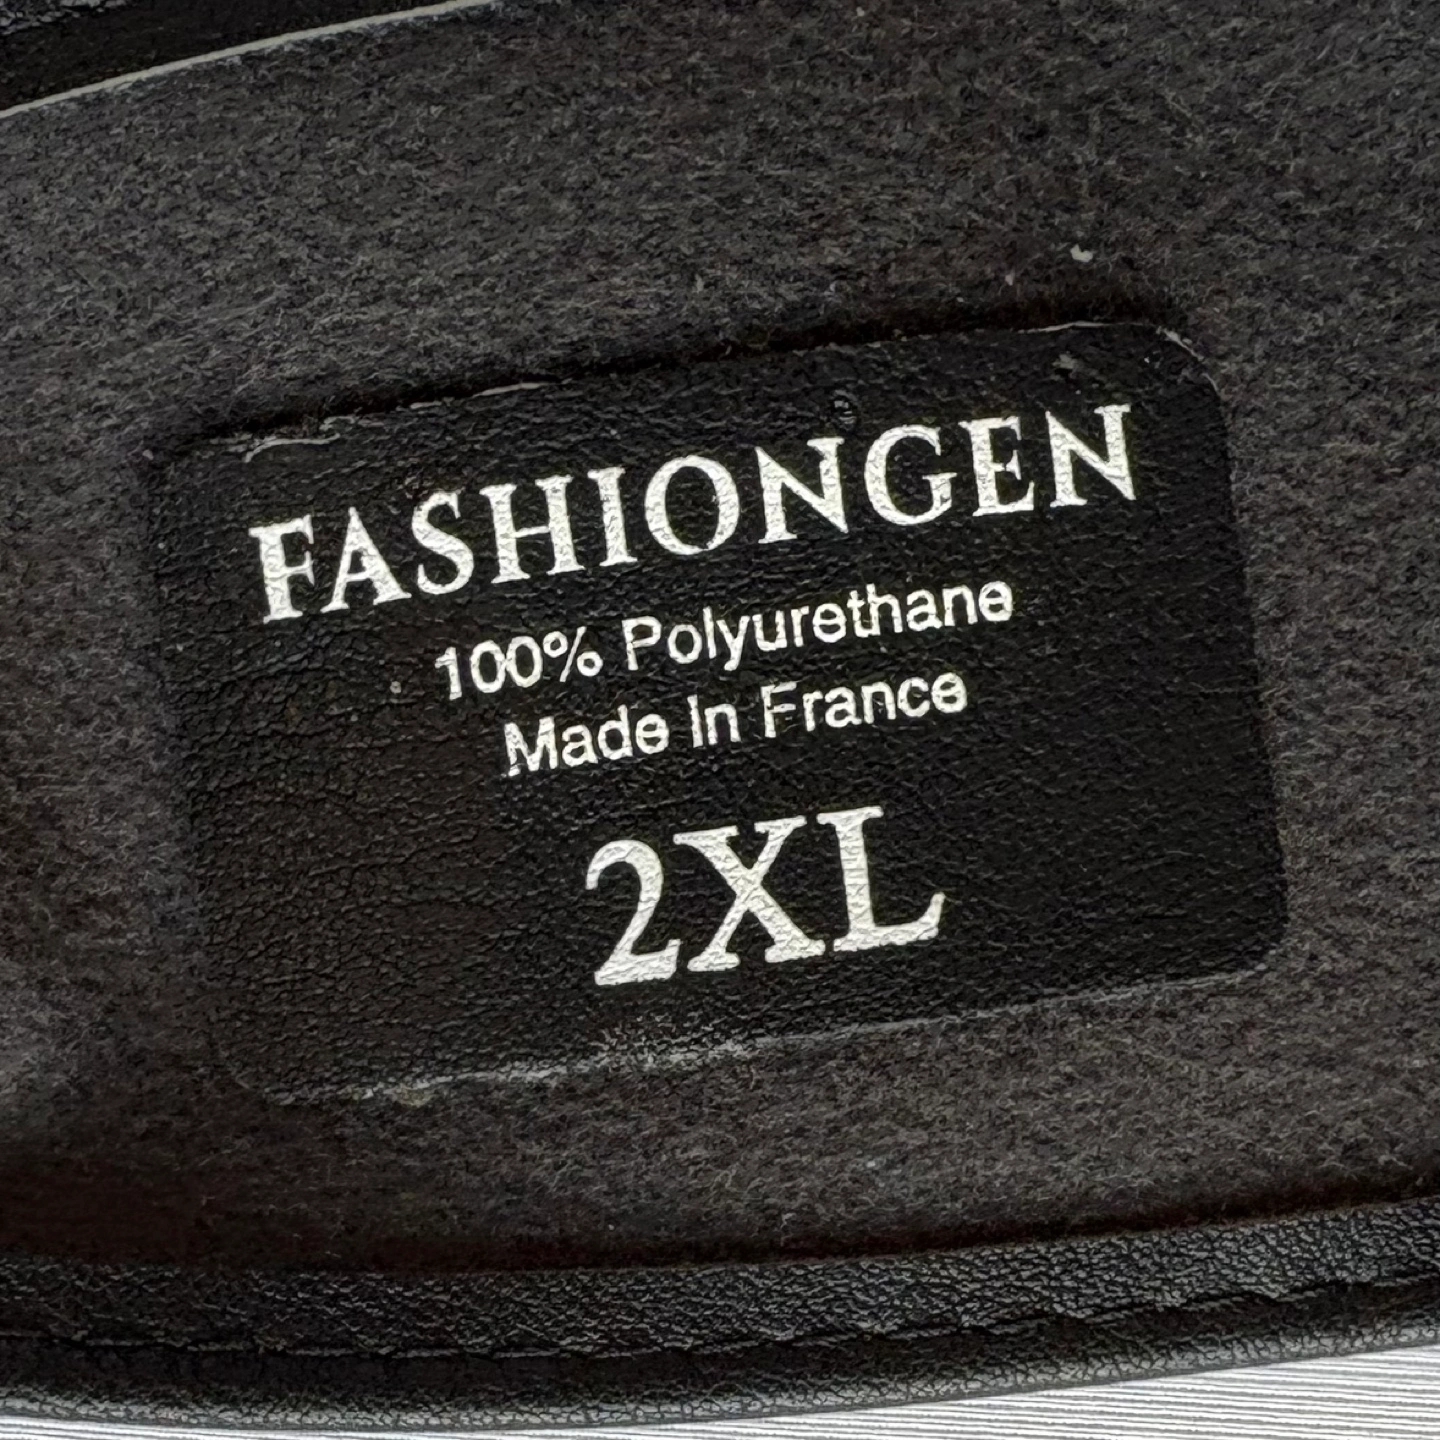 FASHIONGEN
100% Polyurethane
Made In France
2XL